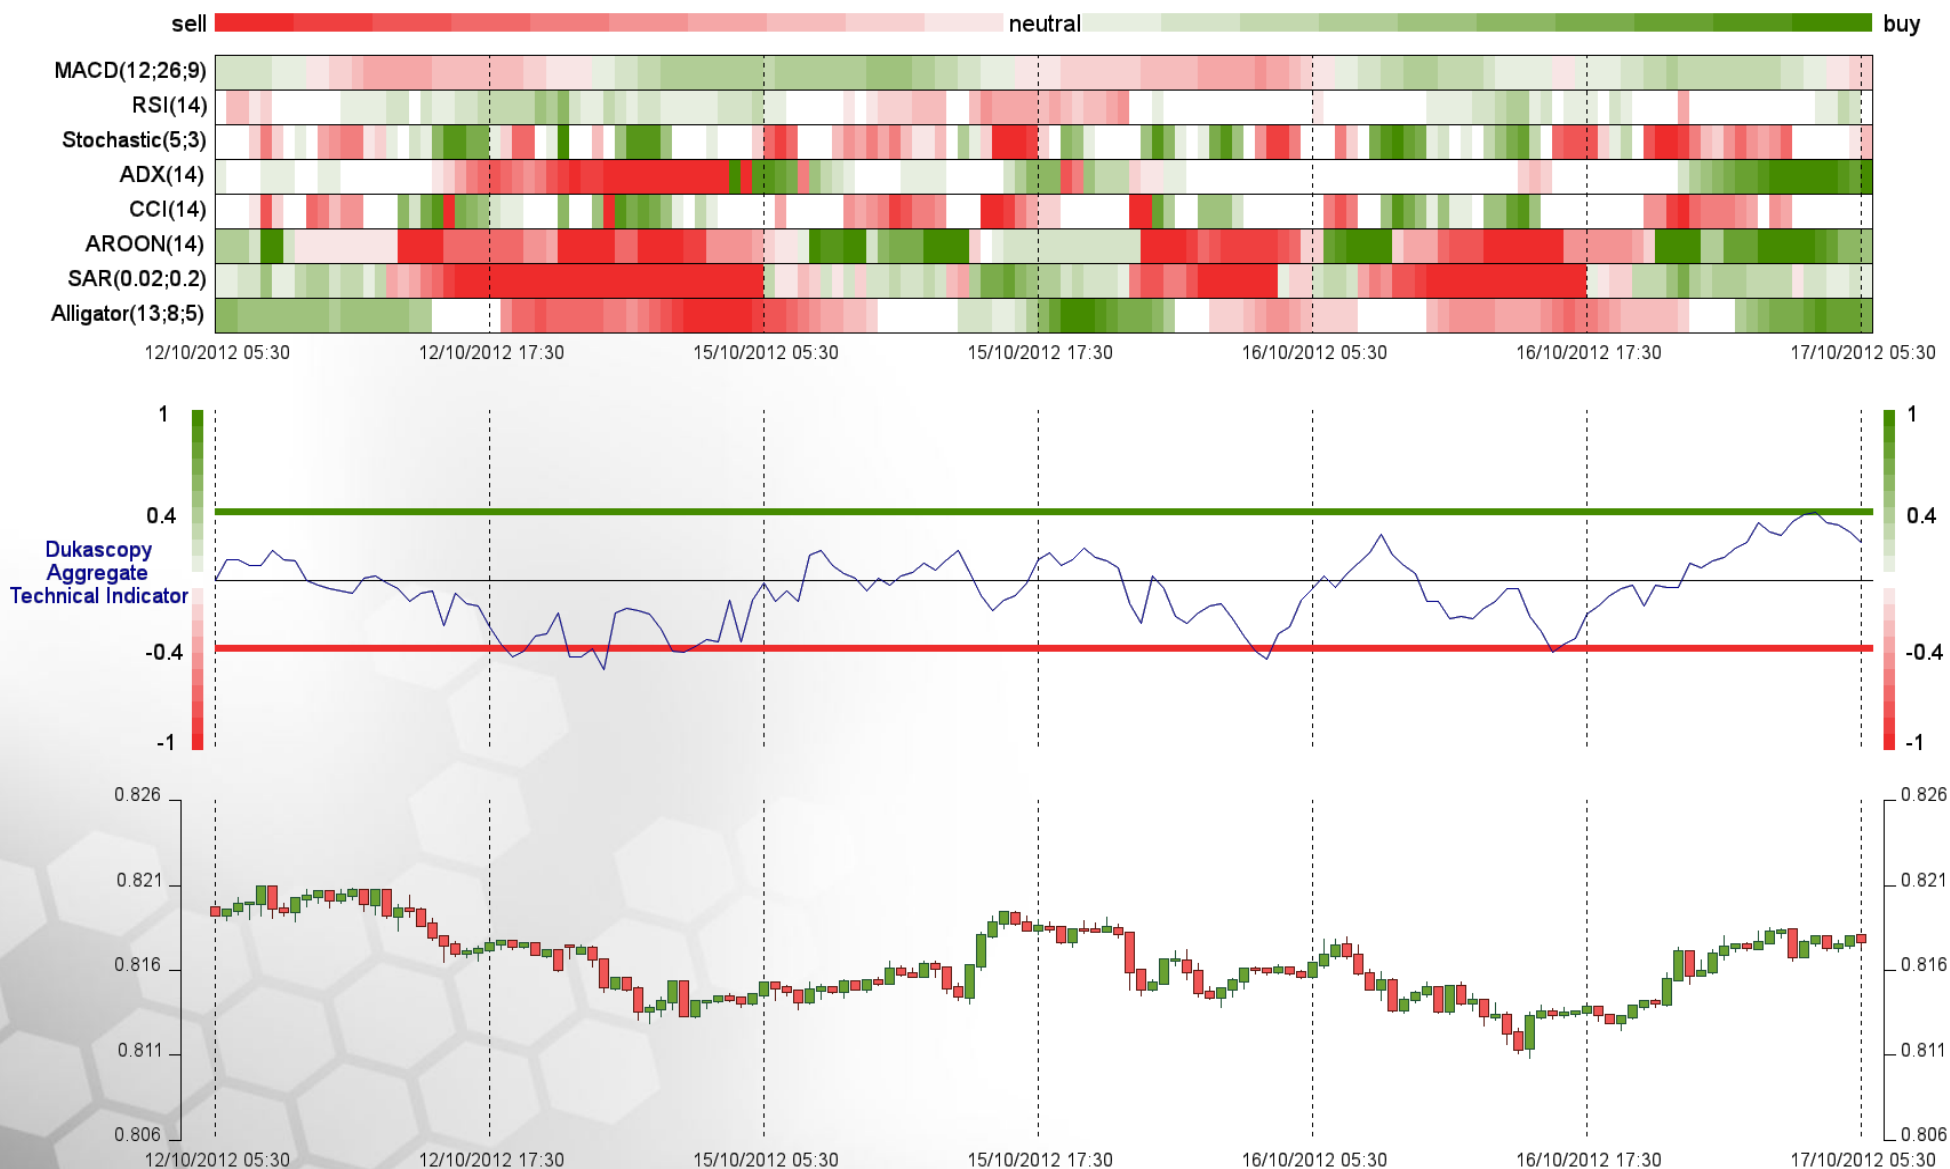 sell neutral buy
MACD(12;26;9)
RSI(14)
Stochastic(5;3)
ADX(14)
CCI(14)
AROON(14)
SAR(0.02;0.2)
Alligator(13;8;5)
12/10/2012 05:30 12/10/2012 17:30 15/10/2012 05:30 15/10/2012 17:30 16/10/2012 05:30 16/10/2012 17:30 17/10/2012 05:30
1 1
0.4 0.4
Dukascopy
Aggregate
Technical Indicator
-0.4 -0.4
-1 -1
0.826 0.826
0.821 0.821
0.816 0.816
0.811 0.811
0.806 0.806
12/10/2012 05:30 12/10/2012 17:30 15/10/2012 05:30 15/10/2012 17:30 16/10/2012 05:30 16/10/2012 17:30 17/10/2012 05:30